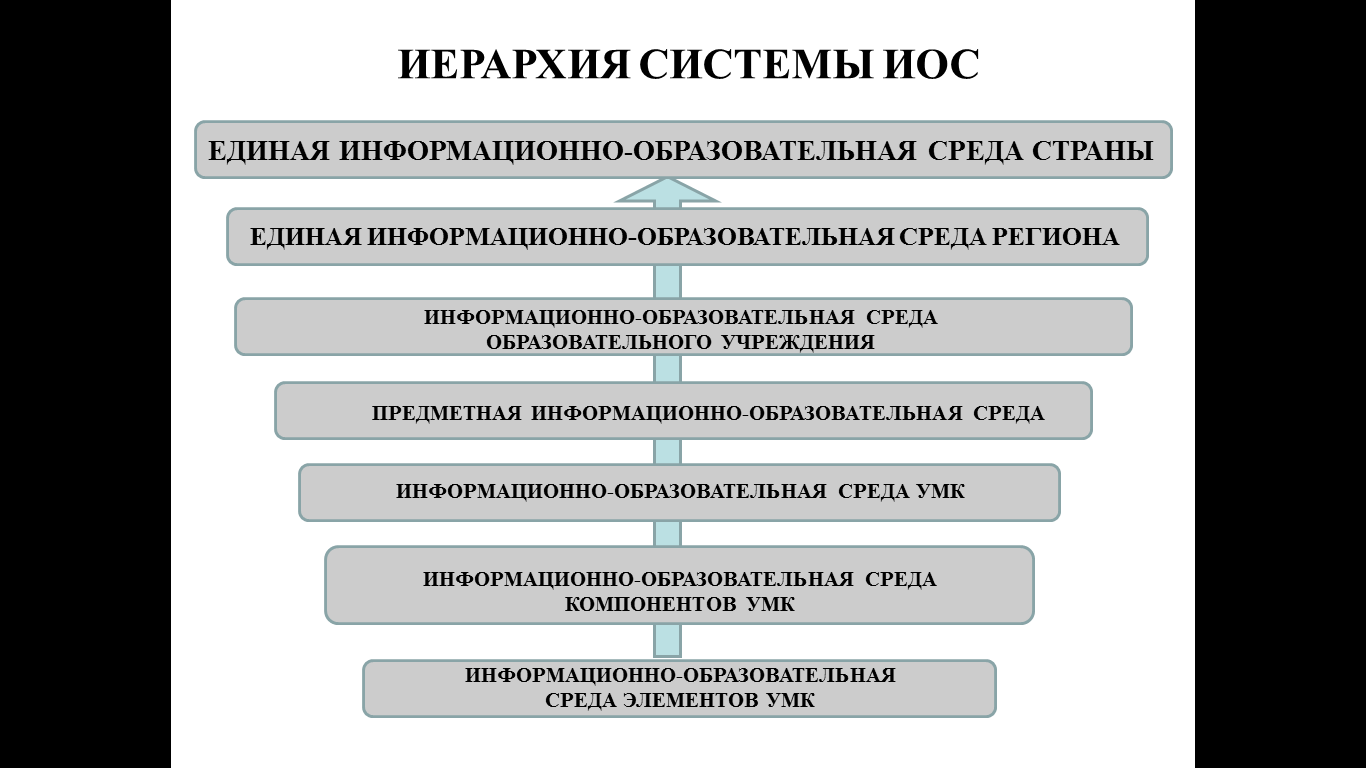 ИЕРАРХИЯ СИСТЕМЫ ИОС
ЕДИНАЯ ИНФОРМАЦИОННО-ОБРАЗОВАТЕЛЬНАЯ СРЕДА СТРАНЫ
ЕДИНАЯ ИНФОРМАЦИОННО-ОБРАЗОВАТЕЛЬНАЯ СРЕДА РЕГИОНА
ИНФОРМАЦИОННО-ОБРАЗОВАТЕЛЬНАЯ СРЕДА
ОБРАЗОВАТЕЛЬНОГО УЧРЕЖДЕНИЯ
ПРЕДМЕТНАЯ ИНФОРМАЦИОННО-ОБРАЗОВАТЕЛЬНАЯ СРЕДА
ИНФОРМАЦИОННО-ОБРАЗОВАТЕЛЬНАЯ СРЕДА УМК
ИНФОРМАЦИОННО-ОБРАЗОВАТЕЛЬНАЯ СРЕДА
КОМПОНЕНТОВ УМК
ИНФОРМАЦИОННО-ОБРАЗОВАТЕЛЬНАЯ
СРЕДА ЭЛЕМЕНТОВ УМК